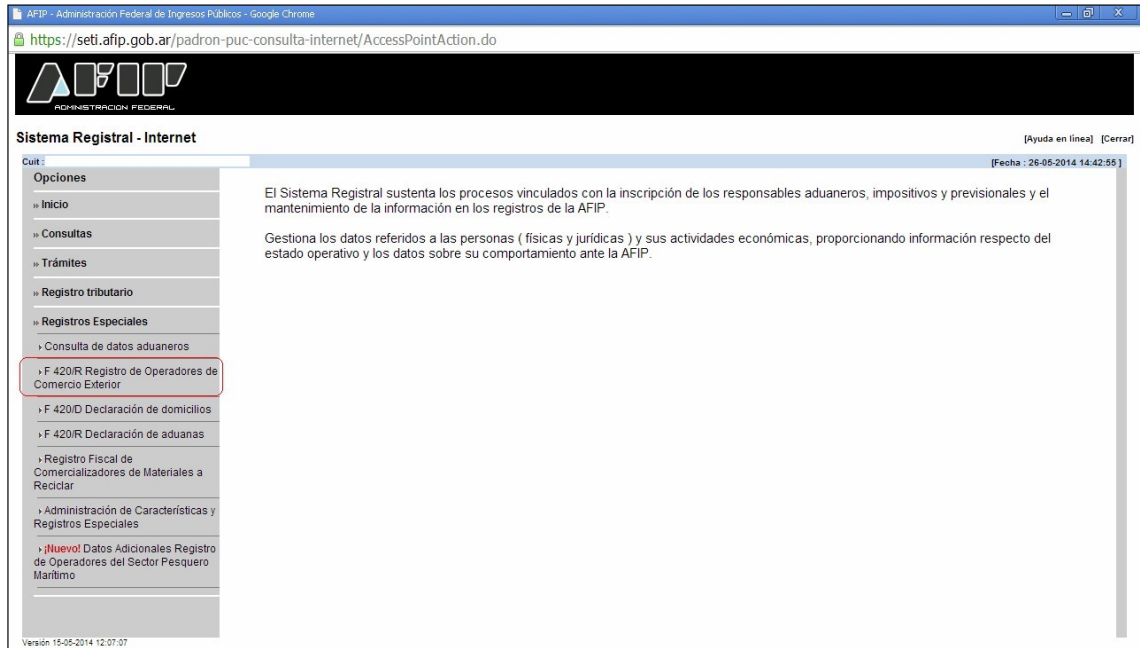 AFIP - Administración Federal de Ingresos Públicos - Google Chrome
https://seti.afip.gob.ar/padron-puc-consulta-internet/AccessPointAction.do
AFIP
ADMINISTRACION FEDERAL
Sistema Registral - Internet
[Ayuda en línea] [Cerrar]
Cuit :
[Fecha : 26-05-2014 14:42:55 ]
Opciones
» Inicio
» Consultas
» Trámites
» Registro tributario
» Registros Especiales
› Consulta de datos aduaneros
› F 420/R Registro de Operadores de
Comercio Exterior
› F 420/D Declaración de domicilios
› F 420/R Declaración de aduanas
› Registro Fiscal de
Comercializadores de Materiales a
Reciclar
› Administración de Características y
Registros Especiales
› ¡Nuevo! Datos Adicionales Registro
de Operadores del Sector Pesquero
Marítimo
El Sistema Registral sustenta los procesos vinculados con la inscripción de los responsables aduaneros, impositivos y previsionales y el
mantenimiento de la información en los registros de la AFIP.
Gestiona los datos referidos a las personas ( físicas y jurídicas ) y sus actividades económicas, proporcionando información respecto del
estado operativo y los datos sobre su comportamiento ante la AFIP.
Versión 15-05-2014 12:07:07